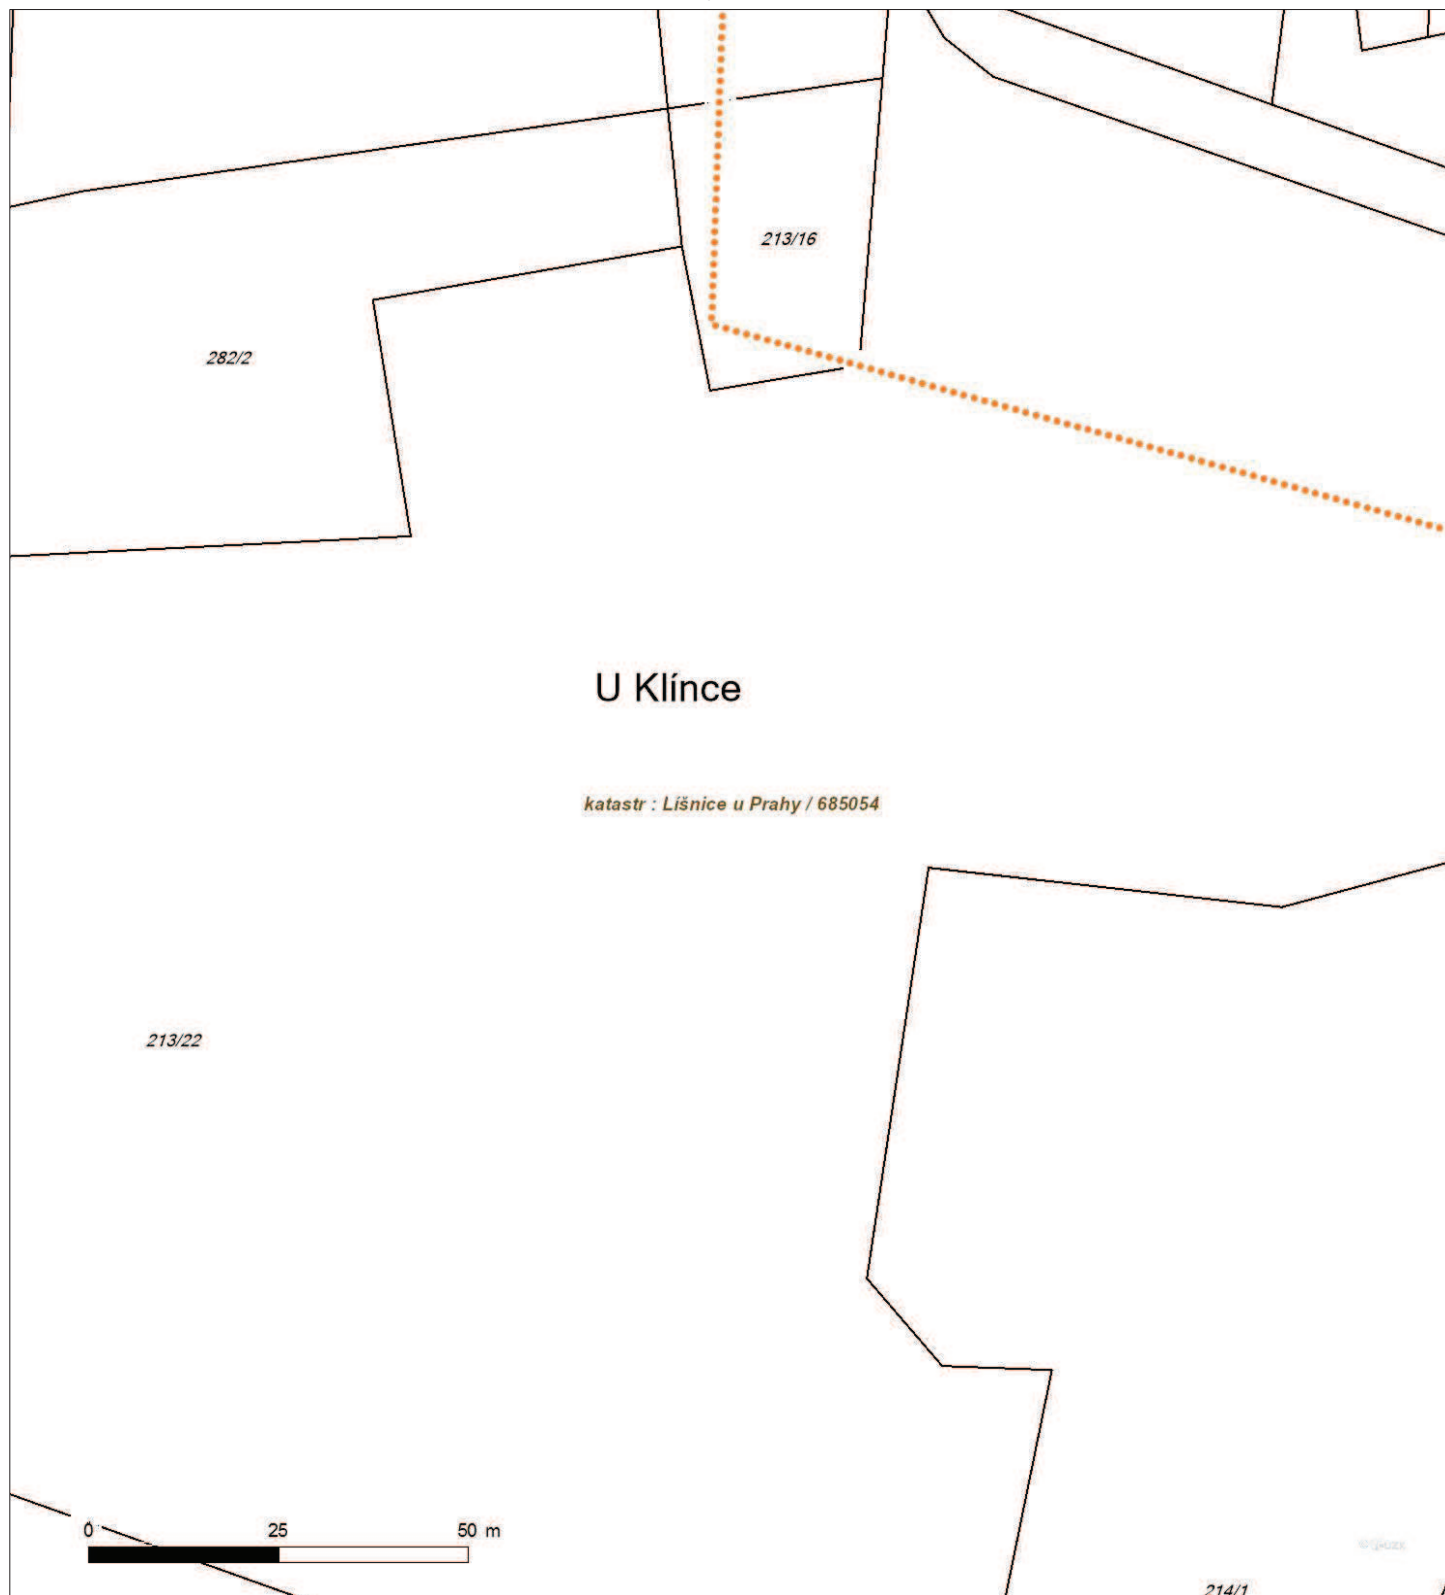 213/16
282/2
U Klínce
katastr : Líšnice u Prahy / 685054
213/22
0 25 50 m
214/1